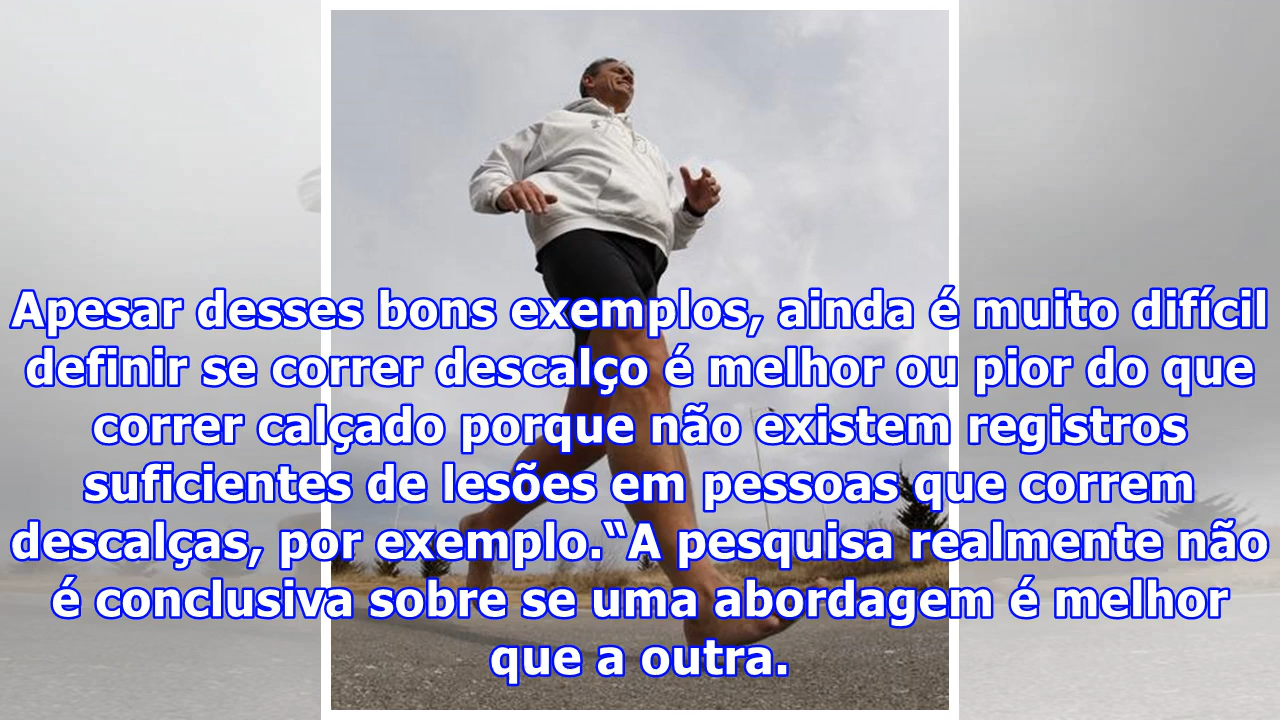 Apesar desses bons exemplos, ainda é muito difícil
definir se correr descalço é melhor ou pior do que
correr calçado porque não existem registros
suficientes de lesões em pessoas que correm
descalças, por exemplo.“A pesquisa realmente não
é conclusiva sobre se uma abordagem é melhor
que a outra.